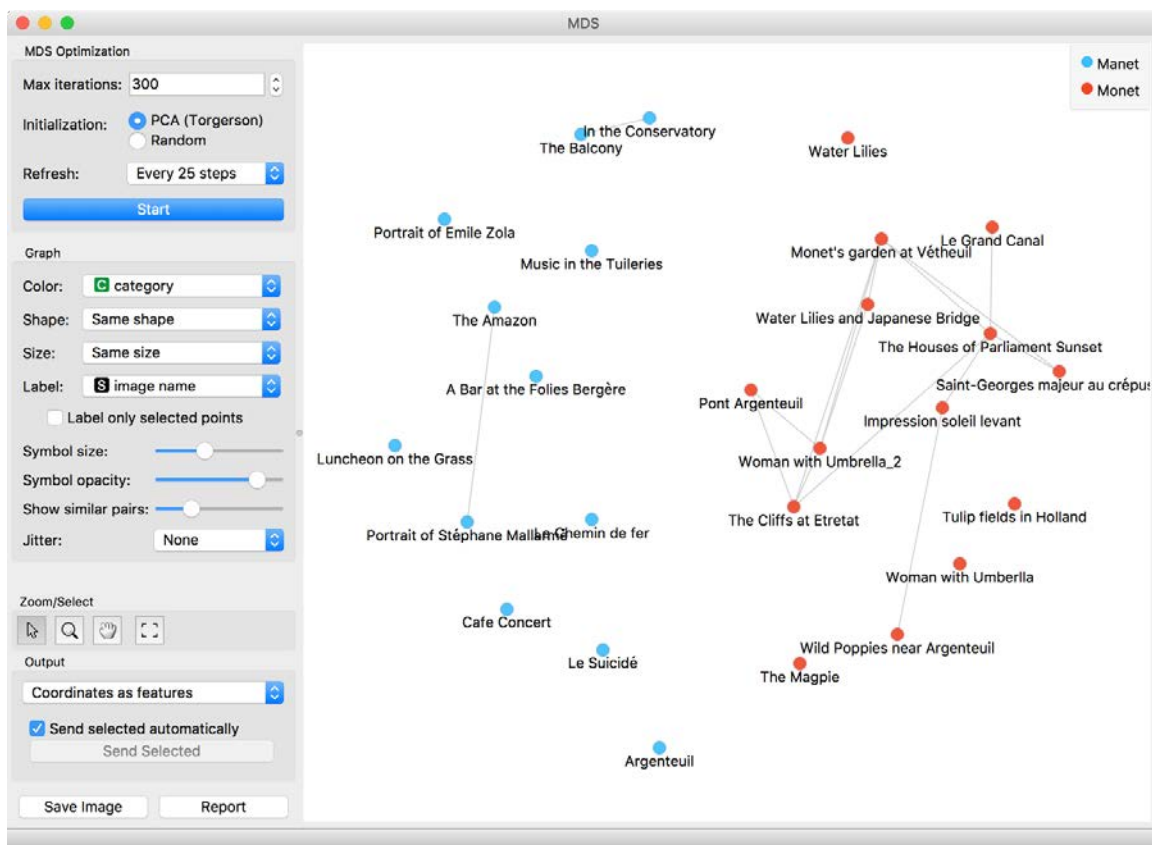 MDS
MDS Optimization
Max iterations: 300
Initialization: PCA (Torgerson)
Random
Refresh: Every 25 steps
Start
Graph
Color: C category
Shape: Same shape
Size: Same size
Label: S image name
Label only selected points
Symbol size:
Symbol opacity:
Show similar pairs:
Jitter: None
Zoom/Select
Output
Coordinates as features
Send selected automatically
Send Selected
Save Image Report
Manet
Monet
In the Conservatory
The Balcony
Water Lilies
Portrait of Emile Zola
Le Grand Canal
Monet's garden at Vétheuil
Music in the Tuileries
The Amazon
Water Lilies and Japanese Bridge
The Houses of Parliament Sunset
A Bar at the Folies Bergère
Saint-Georges majeur au crépus
Pont Argenteuil
Impression soleil levant
Luncheon on the Grass
Woman with Umbrella_2
The Cliffs at Etretat
Tulip fields in Holland
Portrait of Stéphane Mallarmé
Le Chemin de fer
Woman with Umberlla
Cafe Concert
Wild Poppies near Argenteuil
Le Suicidé
The Magpie
Argenteuil